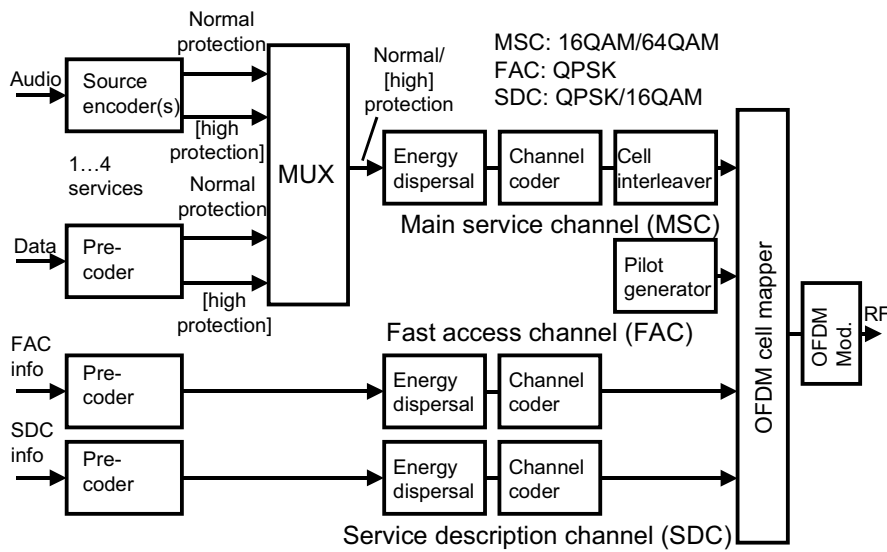 Normal
protection
Audio
Source
encoder(s)
[high
protection]
1…4
services
Normal
protection
Data
Pre-
coder
[high
protection]
MUX
Normal/
[high]
protection
MSC: 16QAM/64QAM
FAC: QPSK
SDC: QPSK/16QAM
Energy
dispersal
Channel
coder
Cell
interleaver
Main service channel (MSC)
Pilot
generator
Fast access channel (FAC)
FAC
info
Pre-
coder
Energy
dispersal
Channel
coder
SDC
info
Pre-
coder
Energy
dispersal
Channel
coder
Service description channel (SDC)
OFDM cell mapper
OFDM
Mod.
RF